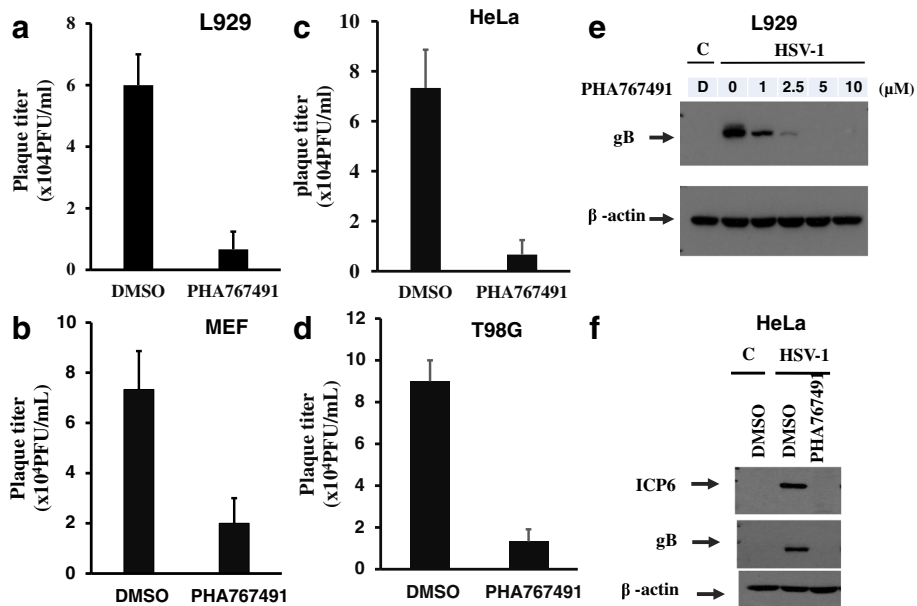 a
L929
Plaque titer
(x104PFU/ml)
8
6
4
2
0
DMSO PHA767491
b
MEF
Plaque titer
(x10⁴PFU/mL)
10
8
6
4
2
0
DMSO PHA767491
c
HeLa
plaque titer
(x104PFU/ml)
10
8
6
4
2
0
DMSO PHA767491
d
T98G
Plaque titer
(x10⁴PFU/mL)
12
10
8
6
4
2
0
DMSO PHA767491
e
L929
C HSV-1
PHA767491 D 0 1 2.5 5 10 (µM)
gB
β -actin
f
HeLa
C HSV-1
DMSO DMSO PHA767491
ICP6
gB
β -actin